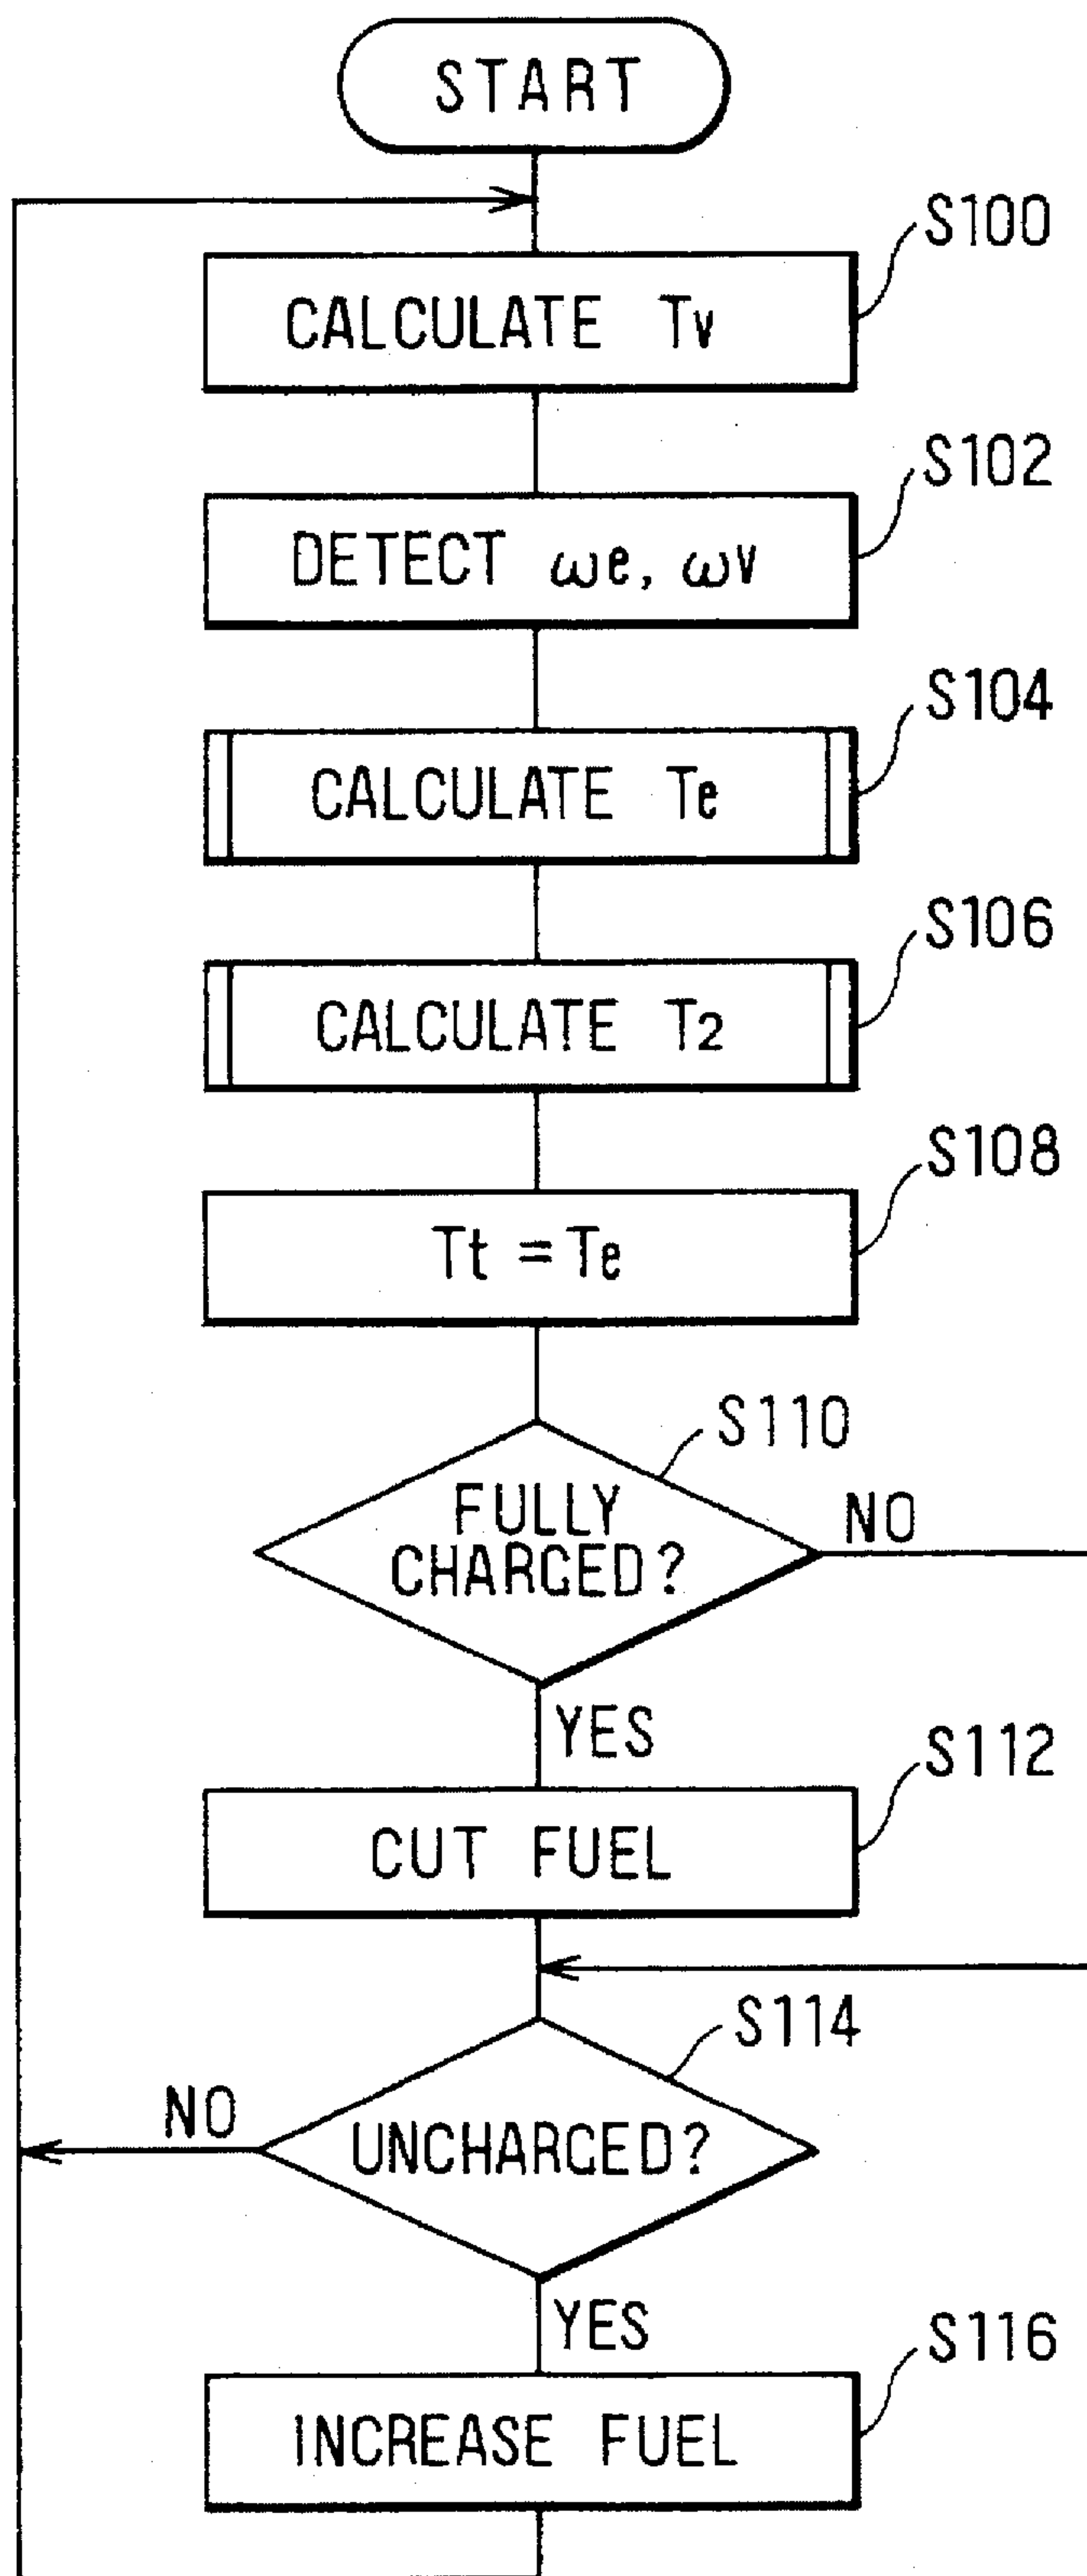 START
S100
CALCULATE Tv
S102
DETECT ωe, ωv
S104
CALCULATE Te
S106
CALCULATE T2
S108
Tt = Te
S110
FULLY
CHARGED?
NO
YES
S112
CUT FUEL
S114
NO
UNCHARGED?
YES
S116
INCREASE FUEL